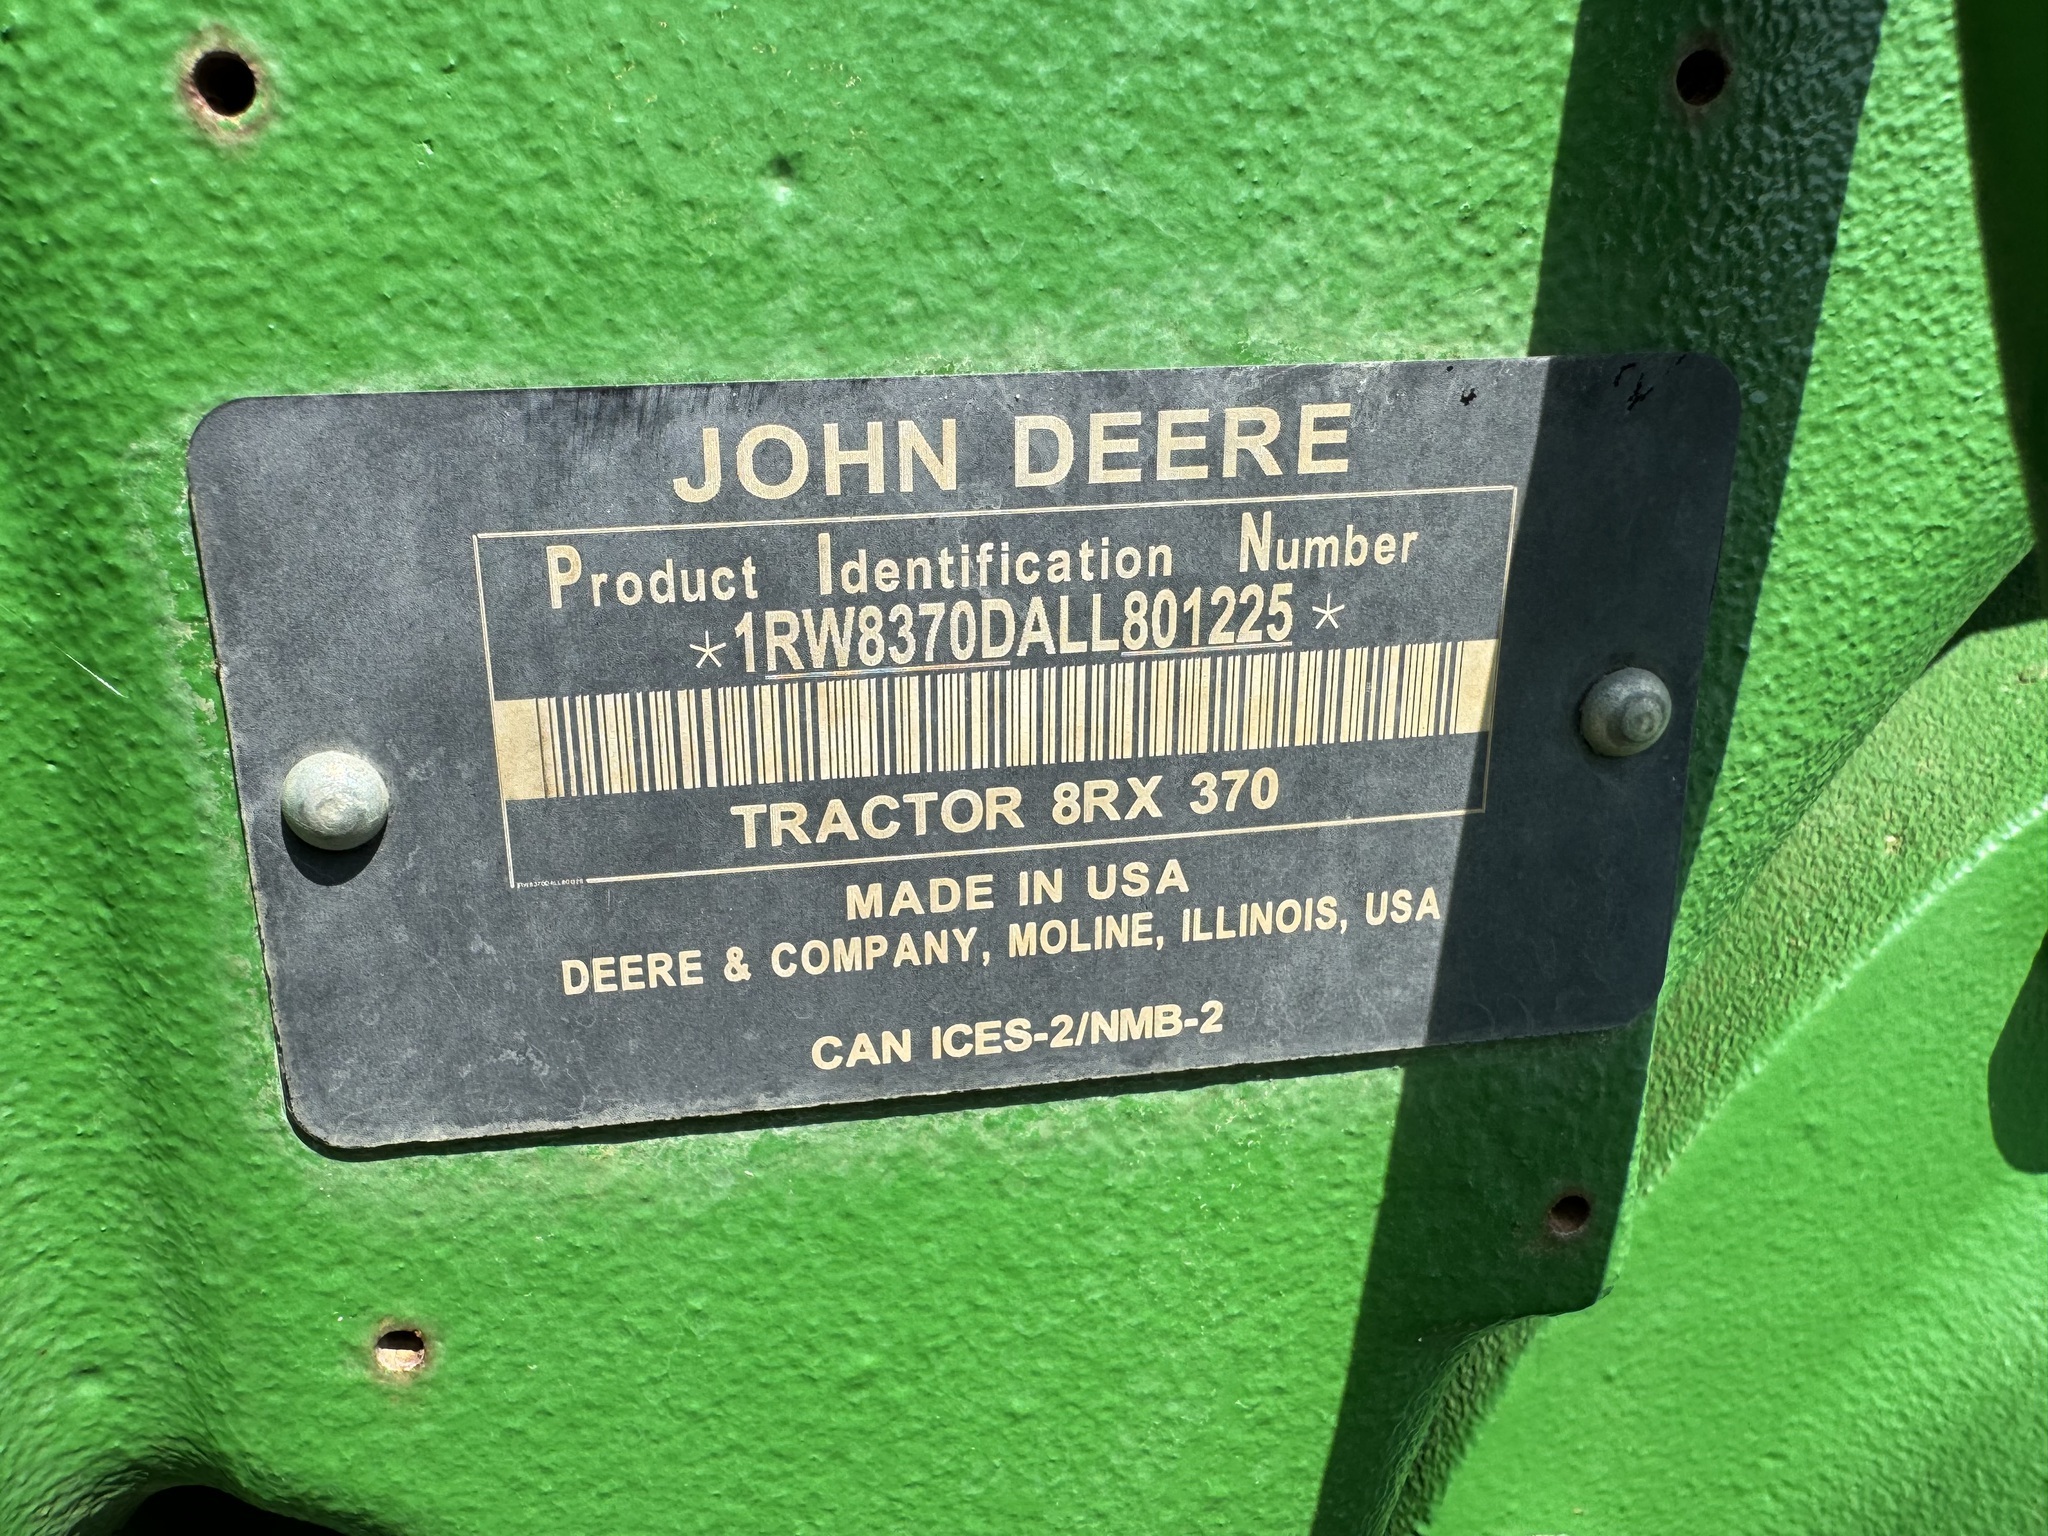 JOHN DEERE
Product Identification Number
*1RW8370DALL801225*
TRACTOR 8RX 370
MADE IN USA
DEERE & COMPANY, MOLINE, ILLINOIS, USA
CAN ICES-2/NMB-2